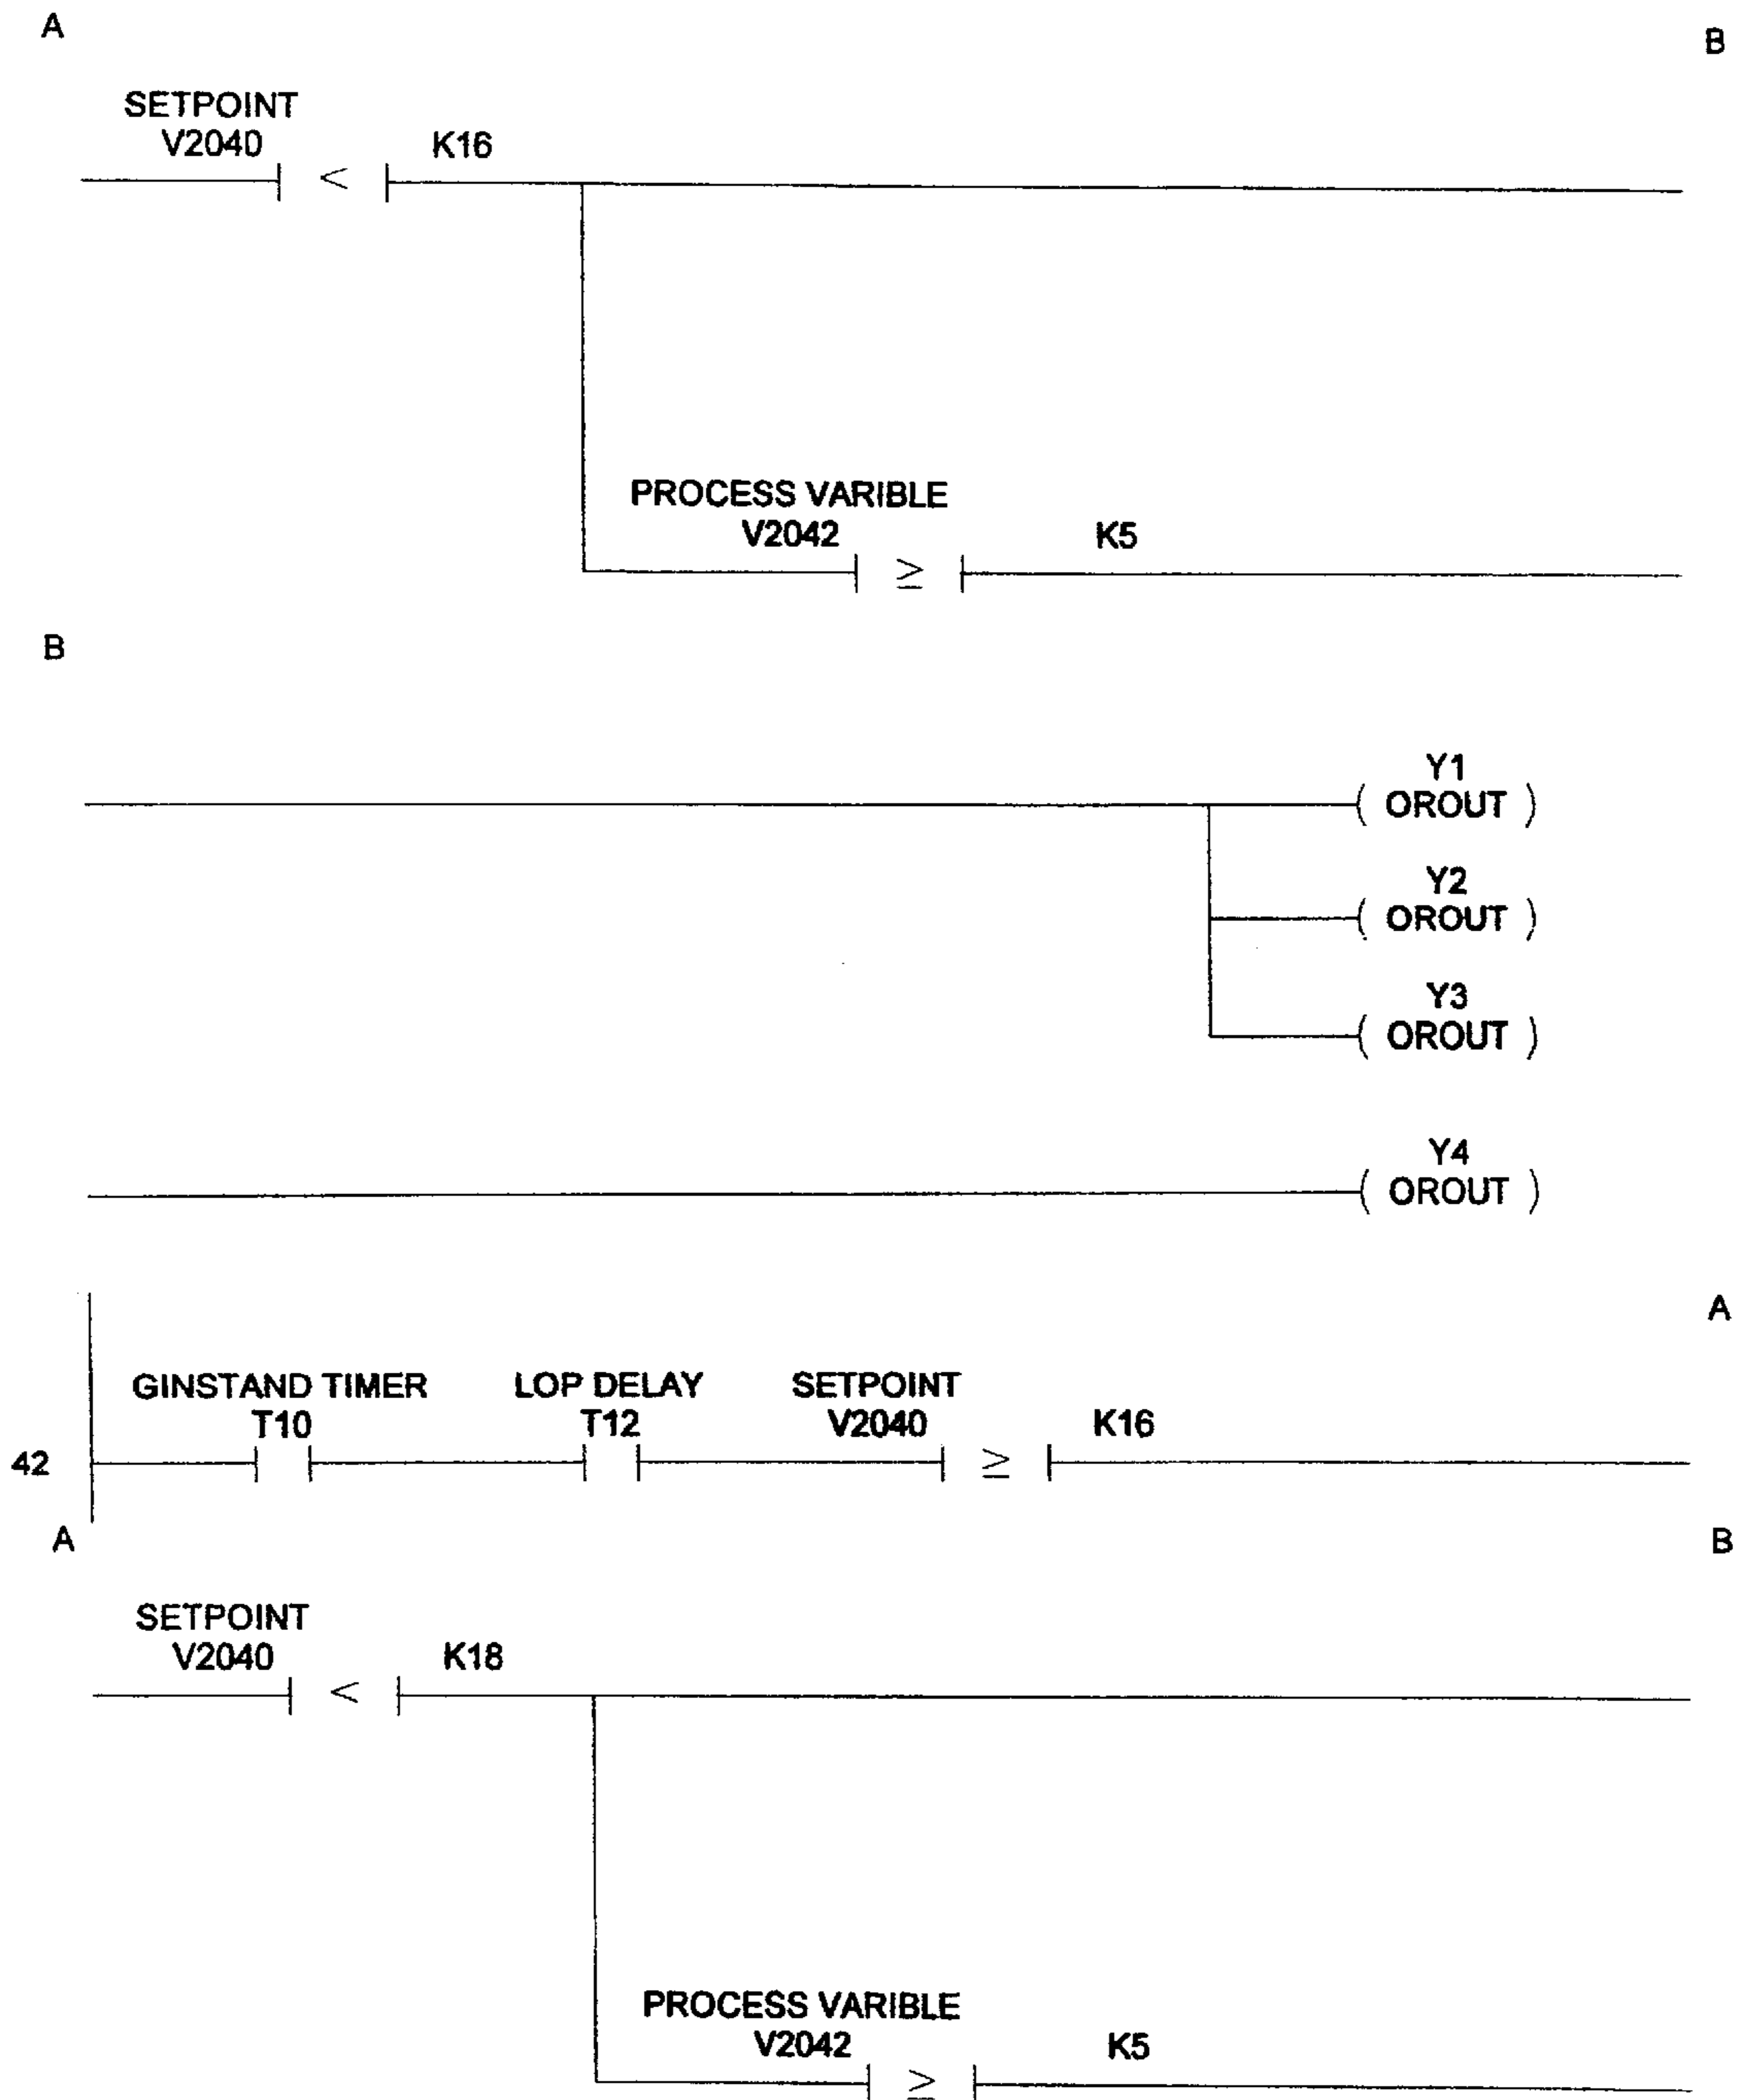 A
B
SETPOINT
V2040
K16
<
PROCESS VARIBLE
V2042
K5
≥
B
Y1
( OROUT )
Y2
( OROUT )
Y3
( OROUT )
Y4
( OROUT )
A
GINSTAND TIMER
LOP DELAY
SETPOINT
T10
T12
V2040
K16
42
≥
A
B
SETPOINT
V2040
K18
<
PROCESS VARIBLE
V2042
K5
≥